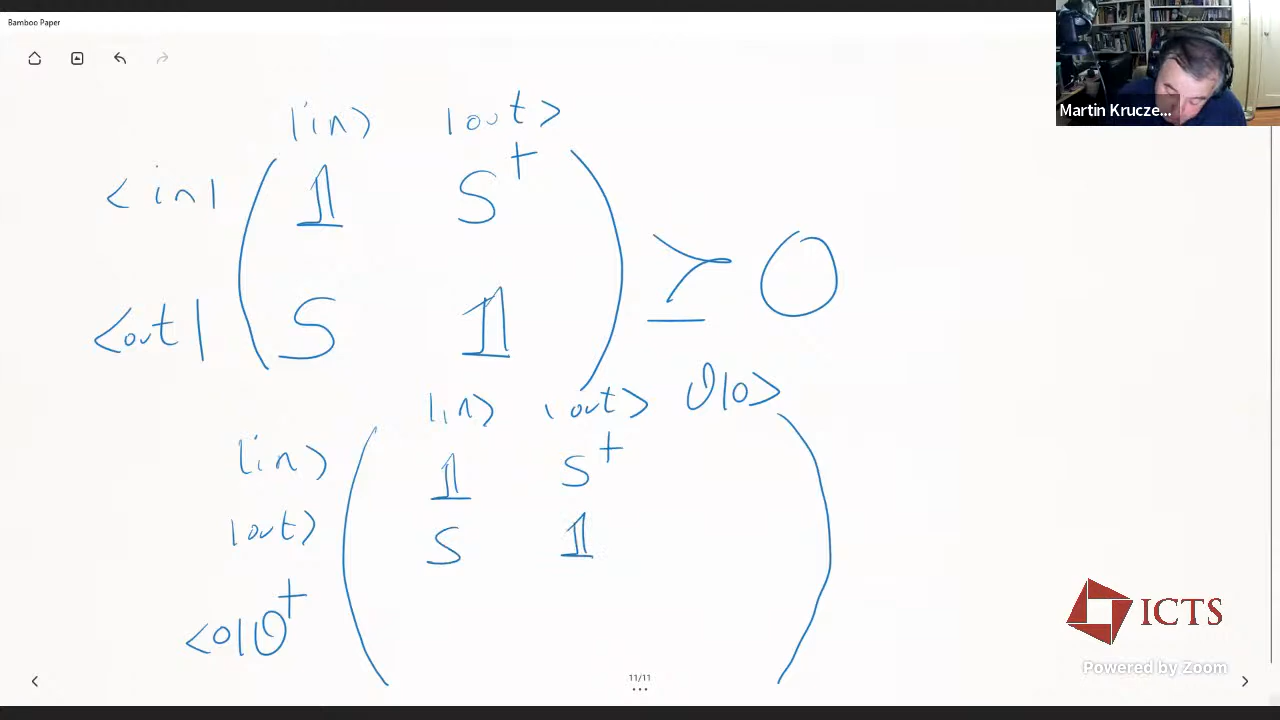 Bamboo Paper
Martin Krucze...
|in> |out>
<in| 𝟙 S†
<out| S 𝟙
≥ 0
|in> |out> O|0>
|in> 𝟙 S†
|out> S 𝟙
<0|O†
11/11
ICTS
Powered by Zoom